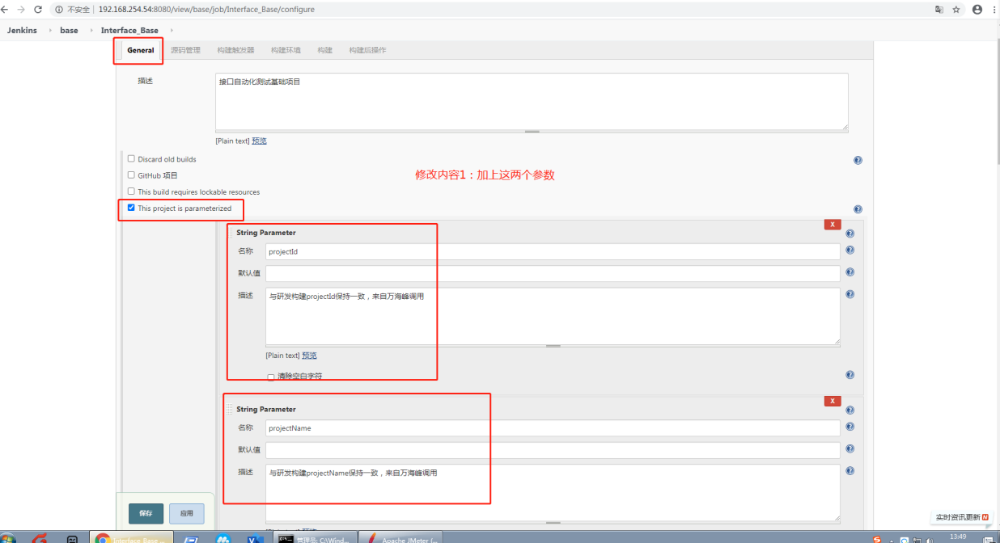 不安全 192.168.254.54:8080/view/base/job/Interface_Base/configure
Jenkins base Interface_Base
General 源码管理 构建触发器 构建环境 构建 构建后操作
描述
接口自动化测试基础项目
[Plain text] 预览
Discard old builds
GitHub 项目
修改内容1：加上这两个参数
This build requires lockable resources
This project is parameterized
X
String Parameter
名称
projectId
默认值
描述
与研发构建projectId保持一致，来自万海峰调用
[Plain text] 预览
清除空白字符
X
String Parameter
名称
projectName
默认值
描述
与研发构建projectName保持一致，来自万海峰调用
保存 应用
实时资讯更新 N
Interface_Base ...
管理员: C:\Wind...
Apache JMeter (...
13:49